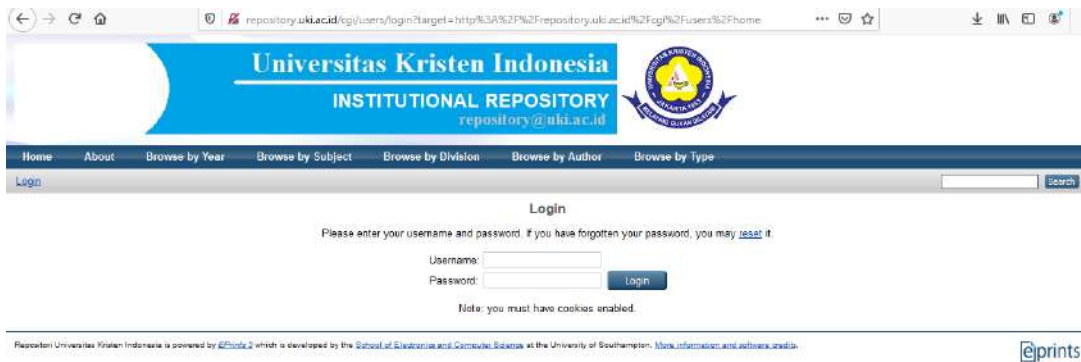 repository.uki.ac.id/cgi/users/login?target=http%3A%2F%2Frepository.uki.ac.id%2Fcgi%2Fusers%2Fhome
Universitas Kristen Indonesia
INSTITUTIONAL REPOSITORY
repository@uki.ac.id
Home About Browse by Year Browse by Subject Browse by Division Browse by Author Browse by Type
Login Search
Login
Please enter your username and password. If you have forgotten your password, you may reset it.
Username:
Password: Login
Note: you must have cookies enabled.
Repositori Universitas Kristen Indonesia is powered by EPrints 3 which is developed by the School of Electronics and Computer Science at the University of Southampton. More information and software credits.
eprints